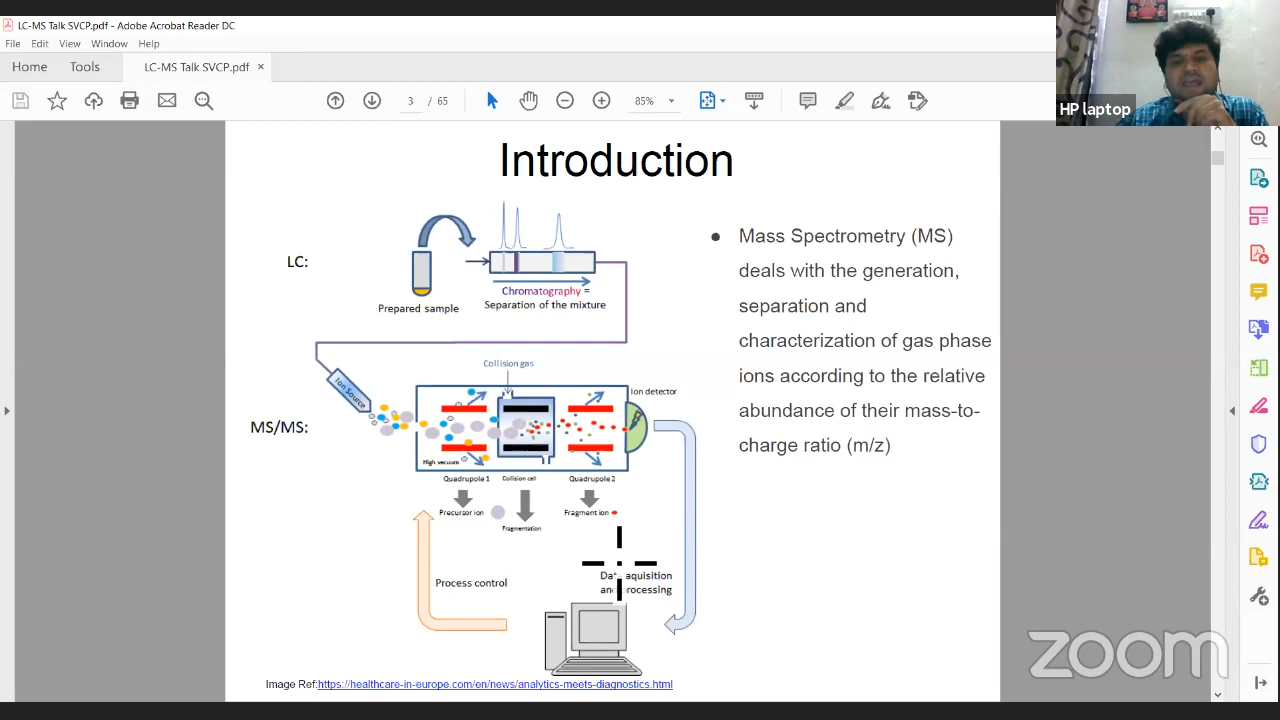 LC-MS Talk SVCP.pdf - Adobe Acrobat Reader DC
File Edit View Window Help
Home Tools LC-MS Talk SVCP.pdf ×
3 / 65 85%
HP laptop
Introduction
LC:
Prepared sample
Chromatography =
Separation of the mixture
Mass Spectrometry (MS)
deals with the generation,
separation and
characterization of gas phase
ions according to the relative
abundance of their mass-to-
charge ratio (m/z)
Ion Source
Collision gas
Ion detector
MS/MS:
High vacuum
Quadrupole 1 Collision cell Quadrupole 2
Precursor ion Fragmentation Fragment ion
Process control
aquisition
processing
zoom
Image Ref:https://healthcare-in-europe.com/en/news/analytics-meets-diagnostics.html